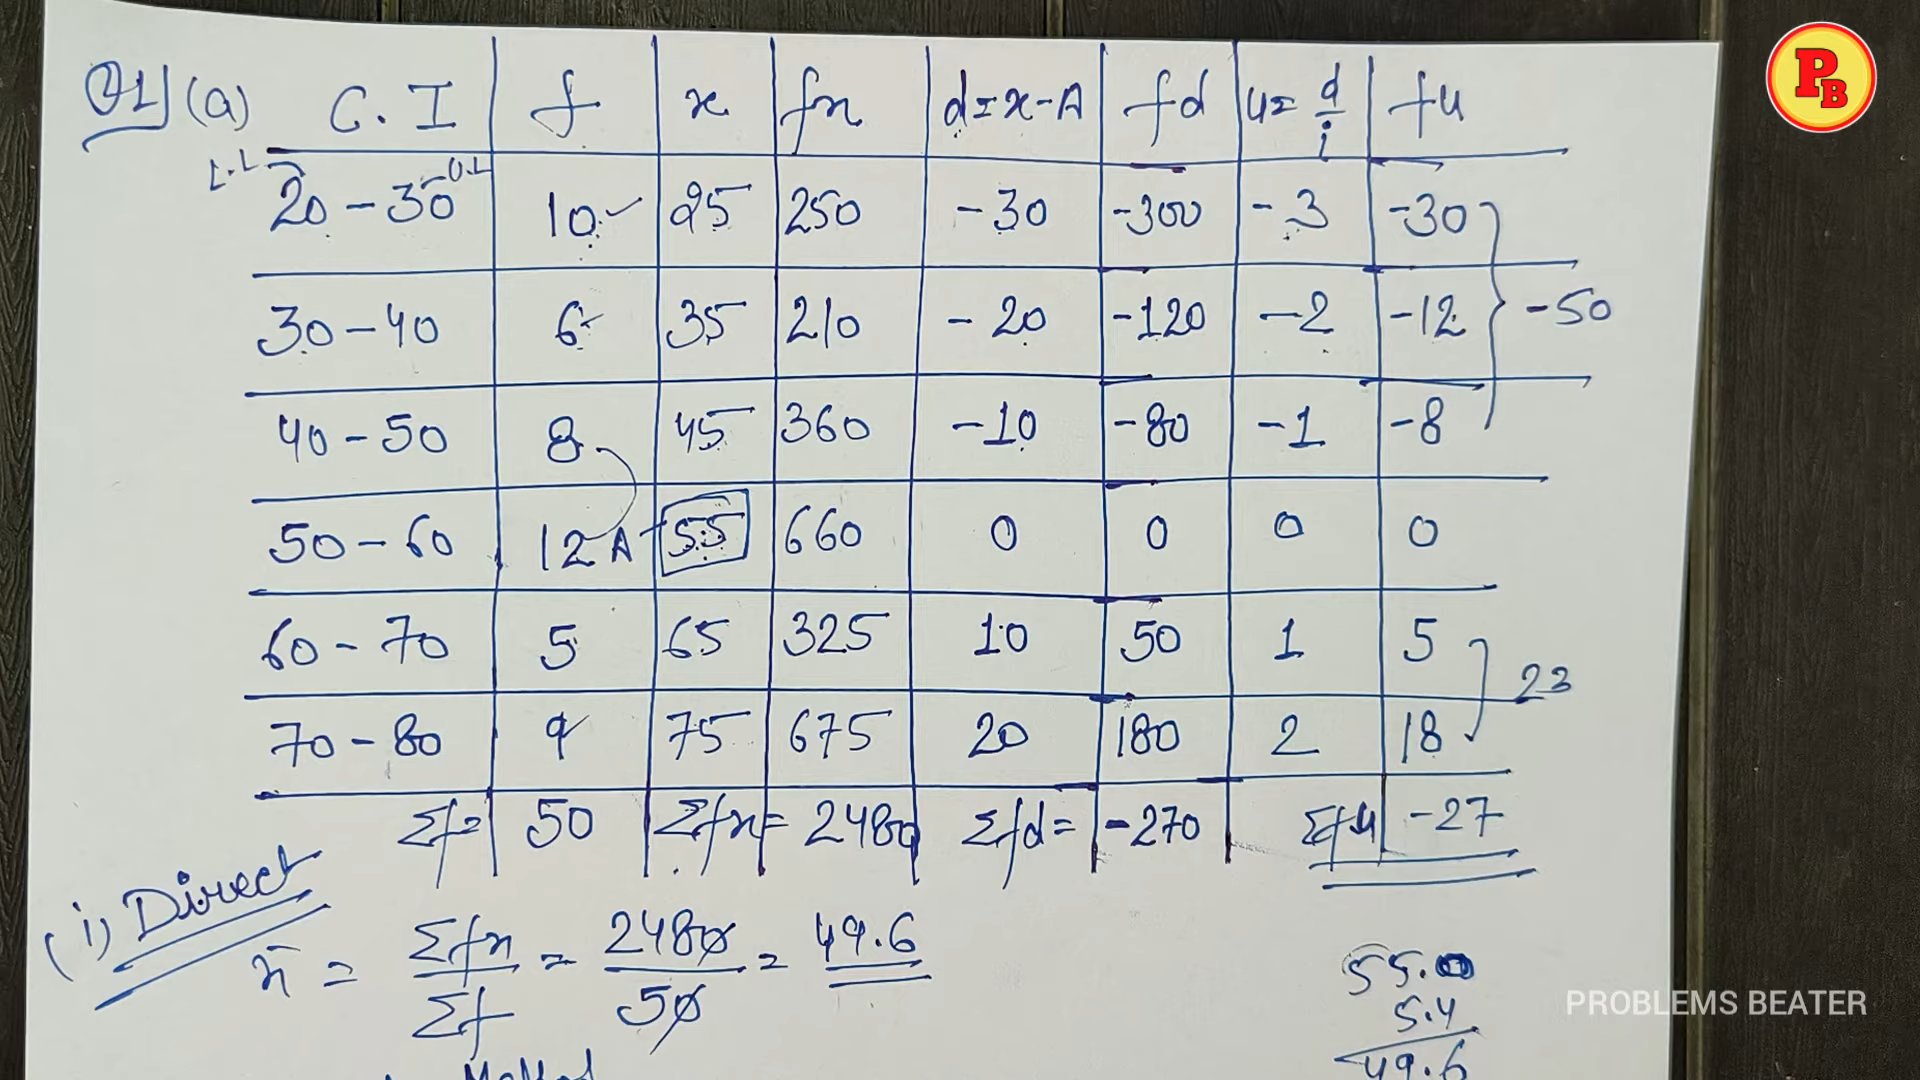 PB
Q1) (a) C.I f x fx d=x-A fd u=d/i fu
L.L U.L
20-30 10 25 250 -30 -300 -3 -30
30-40 6 35 210 -20 -120 -2 -12 -50
40-50 8 45 360 -10 -80 -1 -8
50-60 12 A 55 660 0 0 0 0
60-70 5 65 325 10 50 1 5
23
70-80 9 75 675 20 180 2 18
Σf= 50 Σfx = 2480 Σfd = -270 Σfu -27
(i) Direct
x̄ = Σfx/Σf = 2480/50 = 49.6
55.0
5.4
49.6
PROBLEMS BEATER